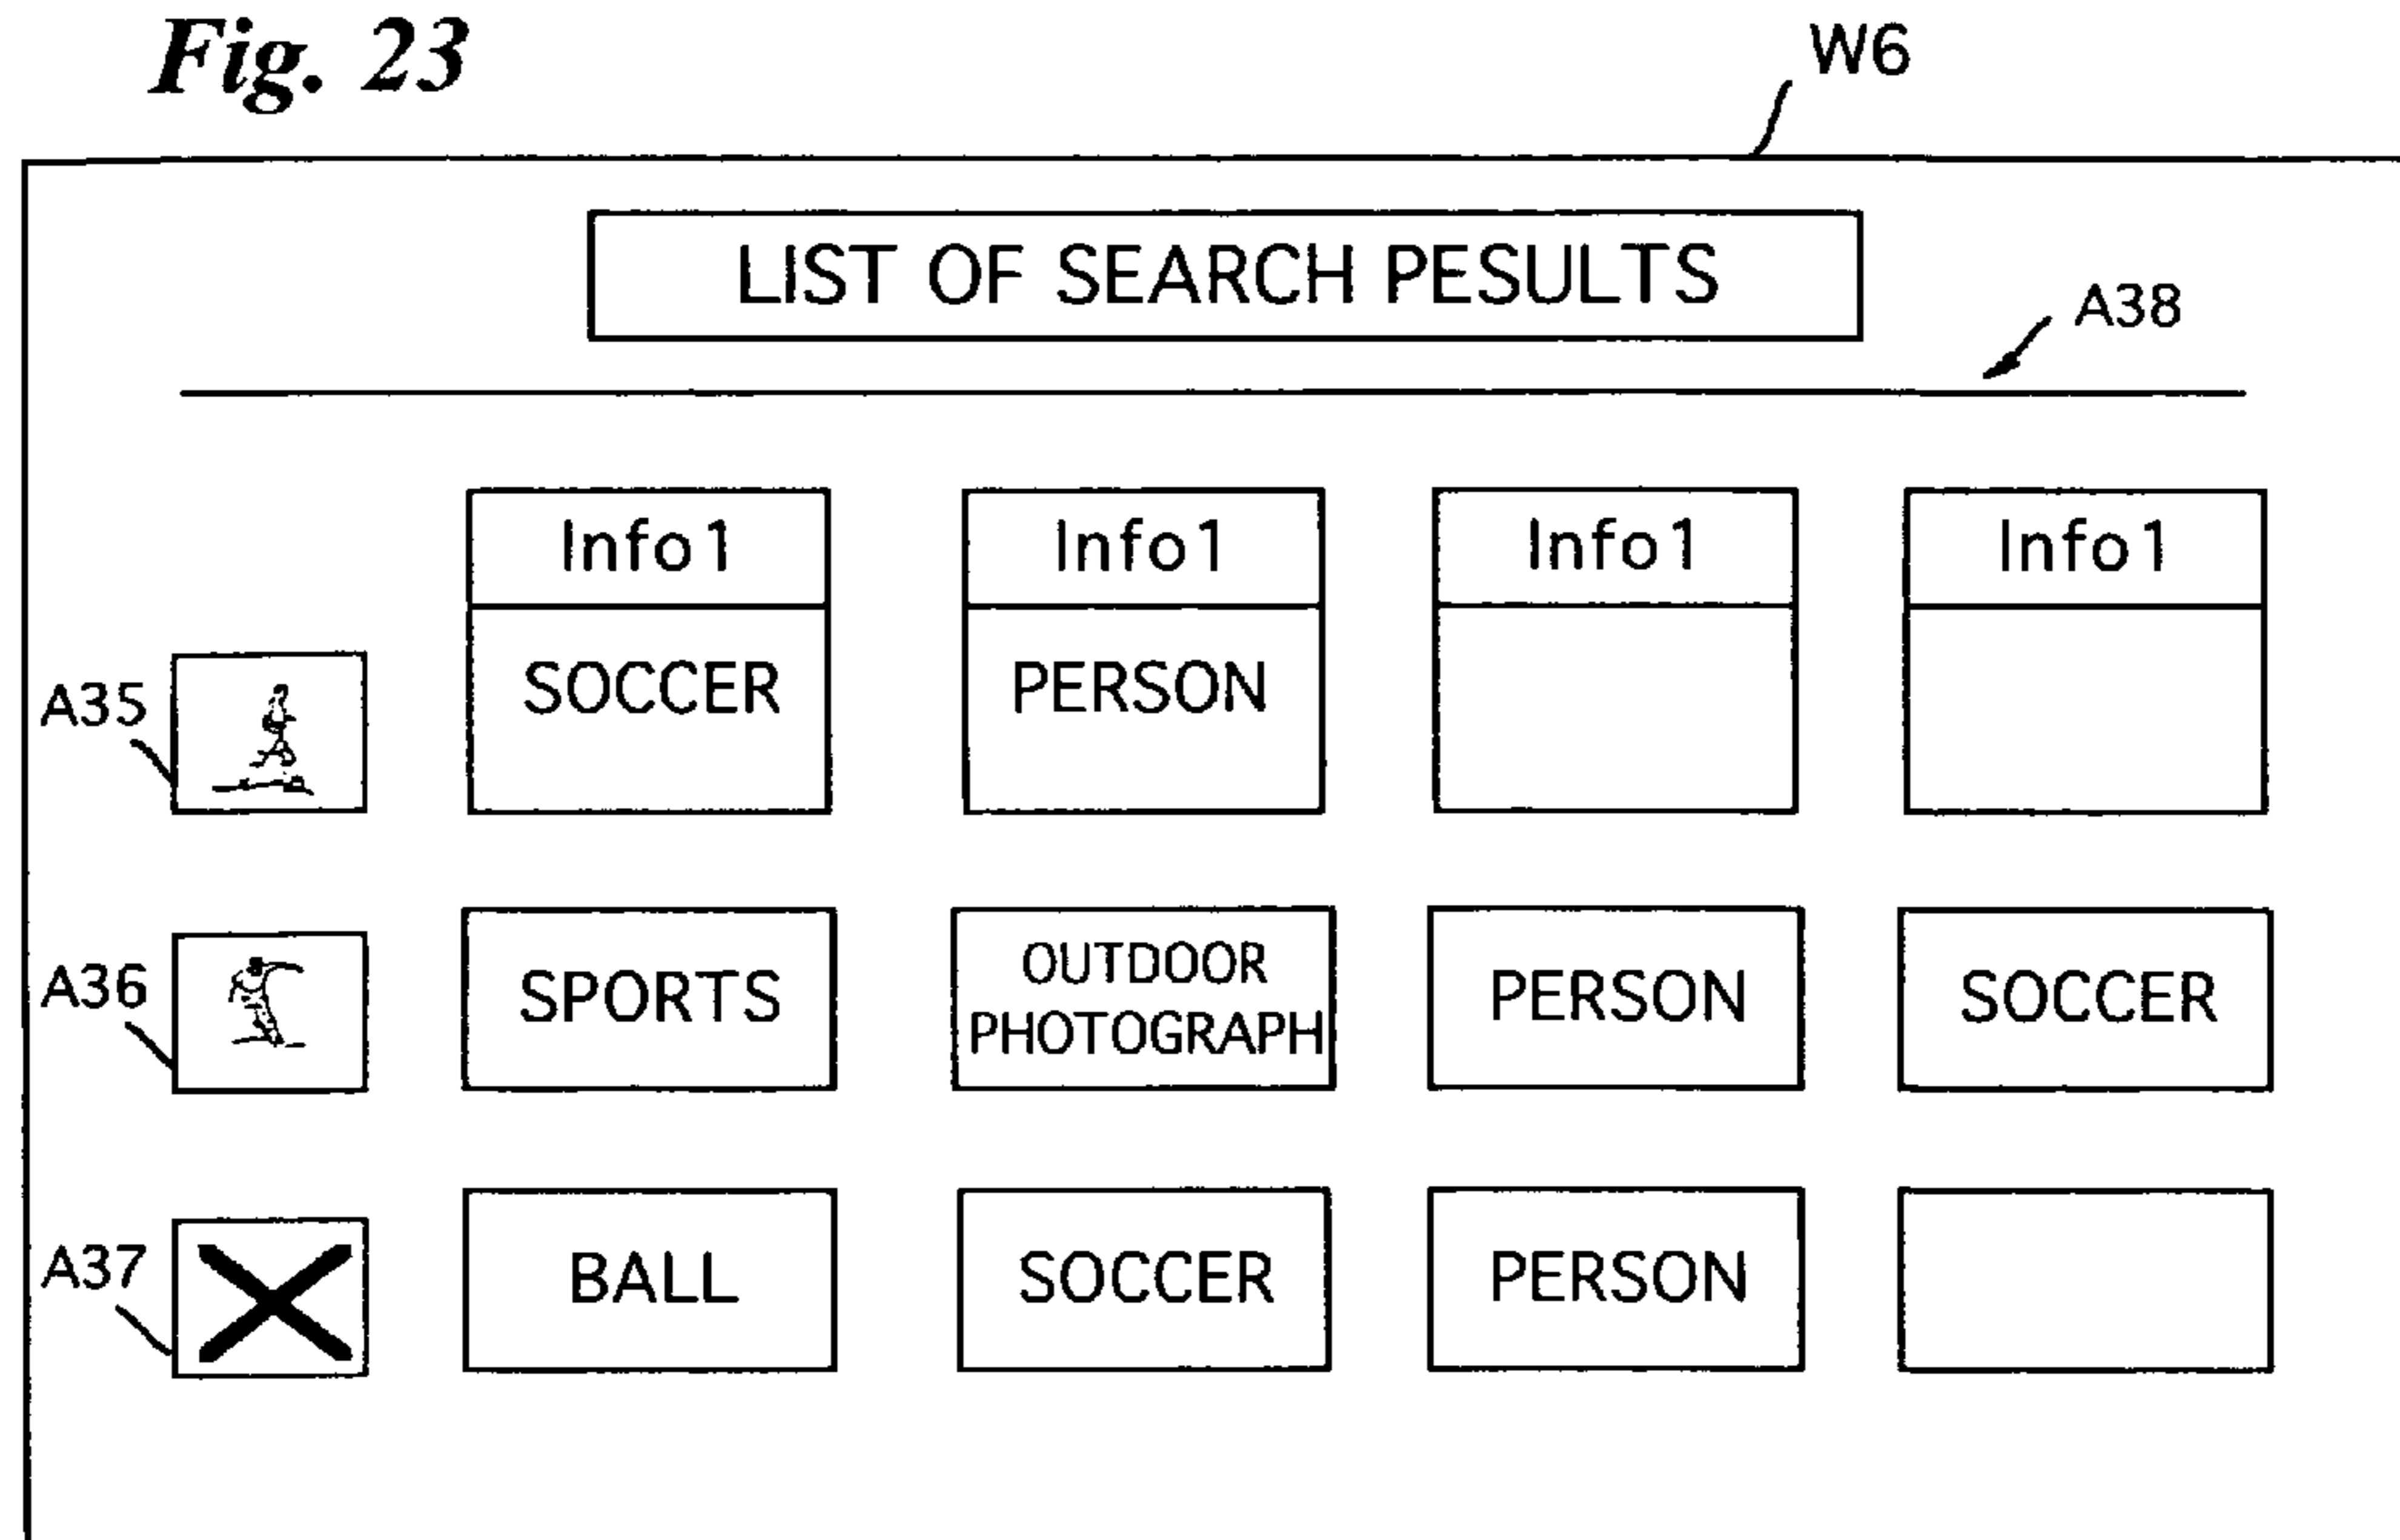 Fig. 23
W6
LIST OF SEARCH PESULTS
A38
Info1 Info1 Info1 Info1
A35 SOCCER PERSON
A36 SPORTS OUTDOOR PERSON SOCCER
PHOTOGRAPH
A37 BALL SOCCER PERSON